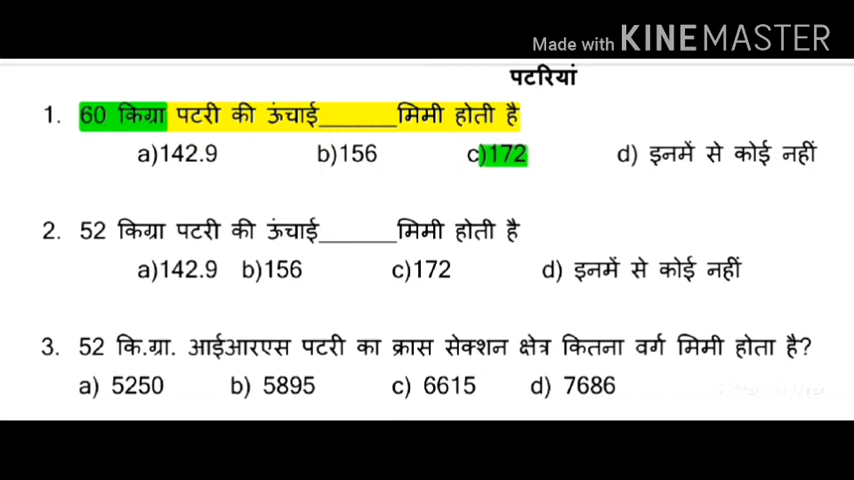 Made with KINEMASTER
पटरियां
1. 60 किग्रा पटरी की ऊंचाई_______मिमी होती है
a)142.9 b)156 c)172 d) इनमें से कोई नहीं
2. 52 किग्रा पटरी की ऊंचाई_______मिमी होती है
a)142.9 b)156 c)172 d) इनमें से कोई नहीं
3. 52 कि.ग्रा. आईआरएस पटरी का क्रास सेक्शन क्षेत्र कितना वर्ग मिमी होता है?
a) 5250 b) 5895 c) 6615 d) 7686